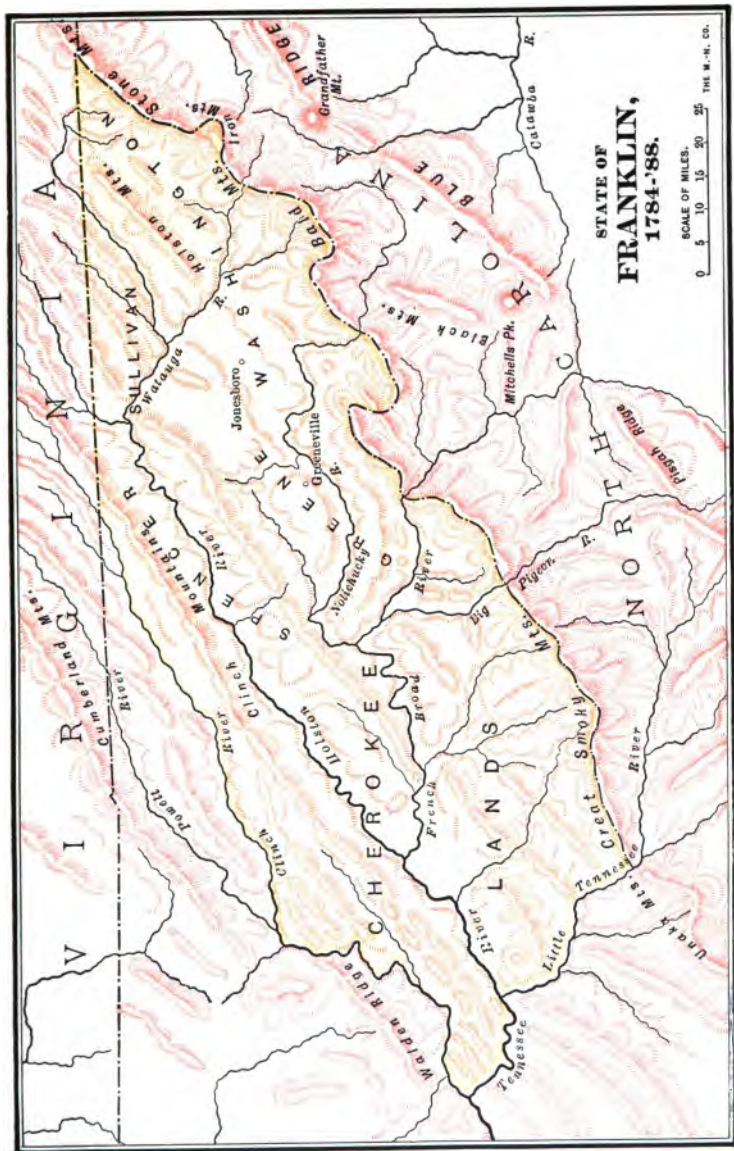 STATE OF
FRANKLIN,
1784-'88.
SCALE OF MILES.
0 5 10 15 20 25
THE M.-N. CO.
VIRGINIA
Cumberland Mts.
Powell River
Clinch River
Clinch Mountains
Holston River
SPENCER
SULLIVAN
Holston Mts.
Stone Mts.
Iron Mts.
WASHINGTON
Watauga R.
Jonesboro
Bald Mts.
GREENE
Greeneville
Nolichucky R.
French Broad River
Big Pigeon R.
CHEROKEE LANDS
Great Smoky Mts.
Little River
Tennessee
Tennessee River
Unaka Mts.
Walden Ridge
NORTH CAROLINA
BLUE RIDGE
Grandfather Mt.
Catawba R.
Black Mts.
Mitchells Pk.
Pisgah Ridge